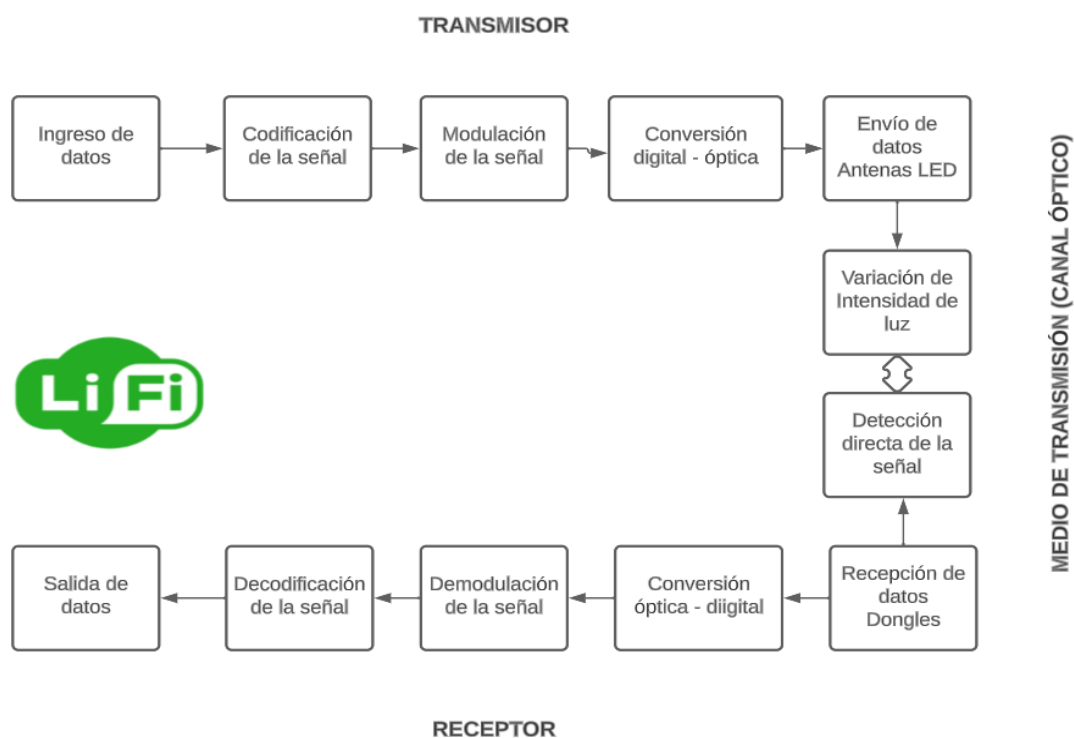 TRANSMISOR
Ingreso de
datos
Codificación
de la señal
Modulación
de la señal
Conversión
digital - óptica
Envío de
datos
Antenas LED
Variación de
Intensidad de
luz
MEDIO DE TRANSMISIÓN (CANAL ÓPTICO)
LiFi
Detección
directa de la
señal
Salida de
datos
Decodificación
de la señal
Demodulación
de la señal
Conversión
óptica - diigital
Recepción de
datos
Dongles
RECEPTOR